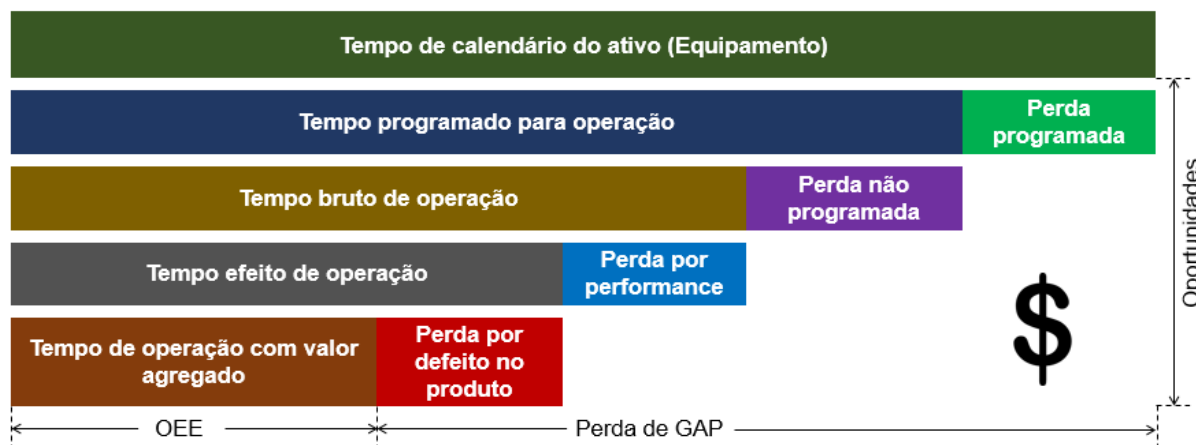 Tempo de calendário do ativo (Equipamento)
Tempo programado para operação
Perda
programada
Tempo bruto de operação
Perda não
programada
Tempo efeito de operação
Perda por
performance
Tempo de operação com valor
agregado
Perda por
defeito no
produto
$
Oportunidades
OEE
Perda de GAP